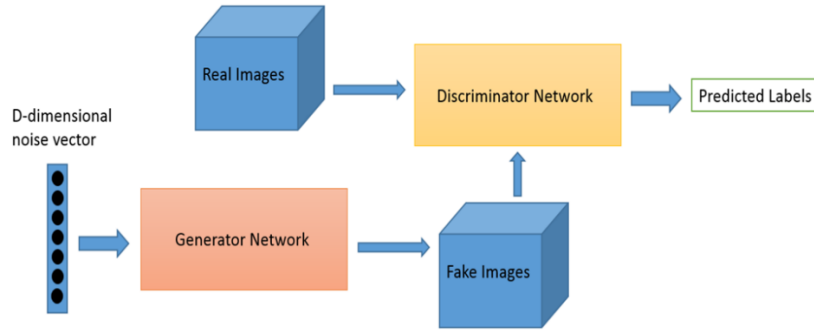 Real Images
Discriminator Network
Predicted Labels
D-dimensional
noise vector
Generator Network
Fake Images